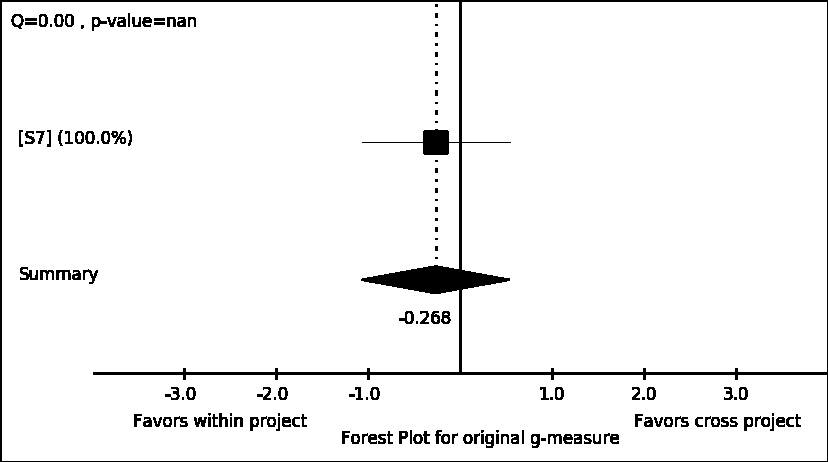 Q=0.00 , p-value=nan
[S7] (100.0%)
Summary
-0.268
-3.0 -2.0 -1.0 1.0 2.0 3.0
Favors within project Favors cross project
Forest Plot for original g-measure